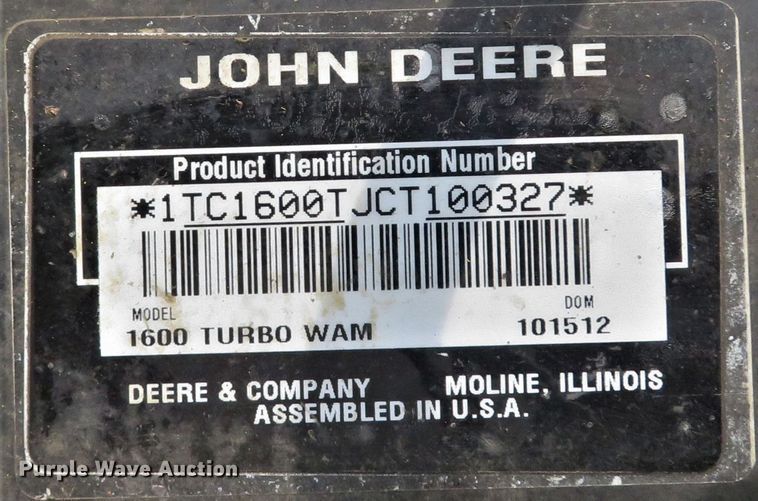 JOHN DEERE
Product Identification Number
*1TC1600TJCT100327*
MODEL DOM
1600 TURBO WAM 101512
DEERE & COMPANY MOLINE, ILLINOIS
ASSEMBLED IN U.S.A.
Purple Wave Auction